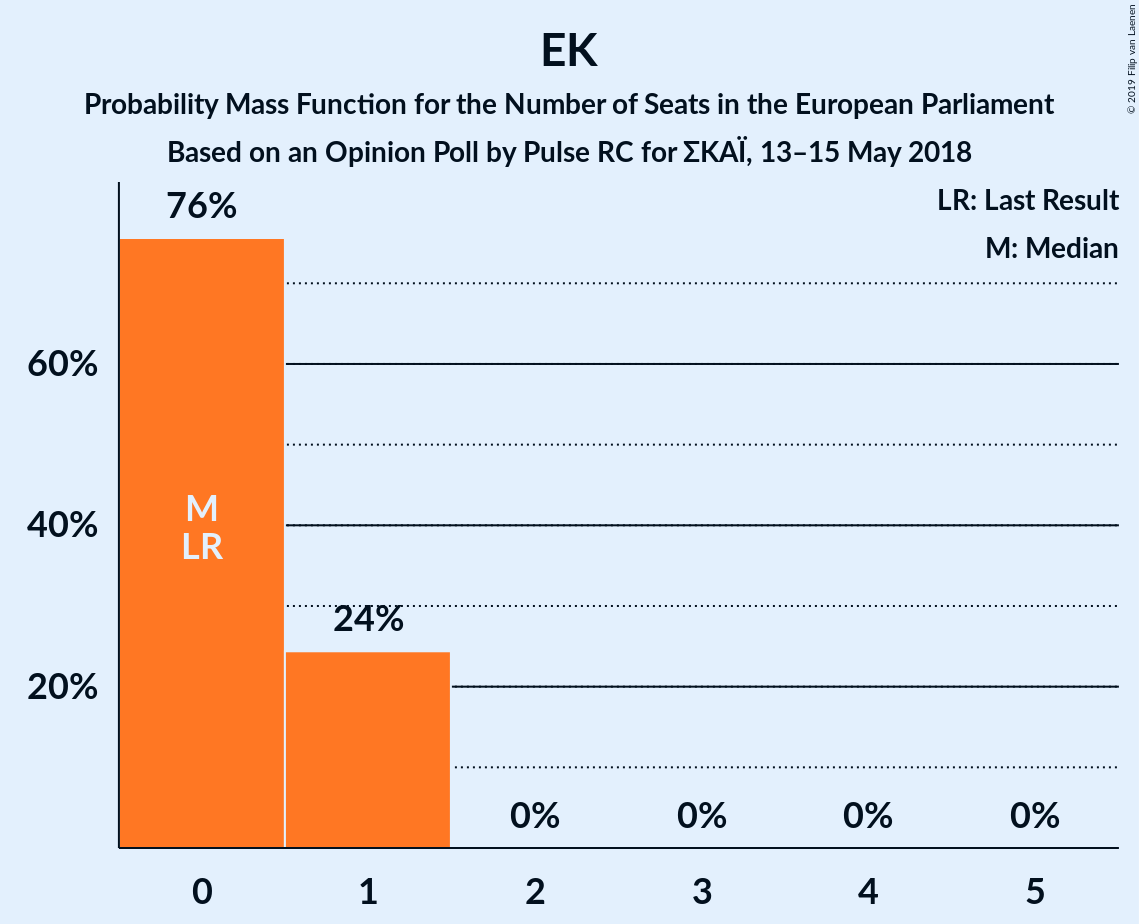 EK
Probability Mass Function for the Number of Seats in the European Parliament
Based on an Opinion Poll by Pulse RC for ΣΚΑΪ, 13–15 May 2018
© 2019 Filip van Laenen
LR: Last Result
M: Median
76%
60%
M
40%
LR
24%
20%
0% 0% 0% 0%
0 1 2 3 4 5